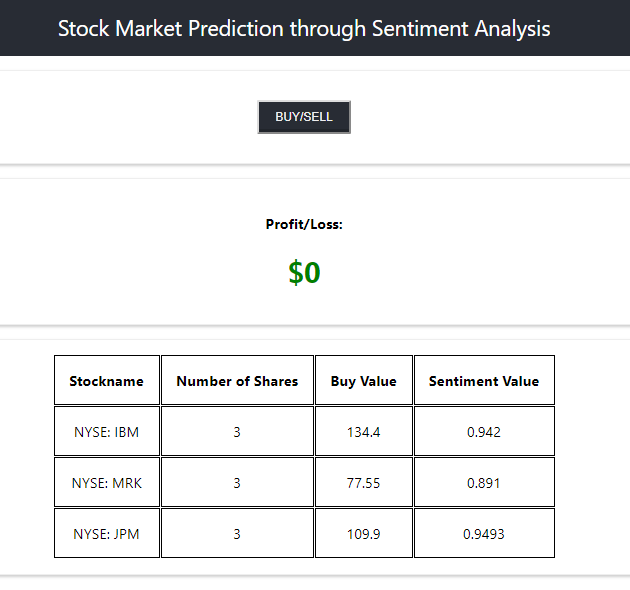 Stock Market Prediction through Sentiment Analysis
BUY/SELL
Profit/Loss:
$0
Stockname Number of Shares Buy Value Sentiment Value
NYSE: IBM 3 134.4 0.942
NYSE: MRK 3 77.55 0.891
NYSE: JPM 3 109.9 0.9493